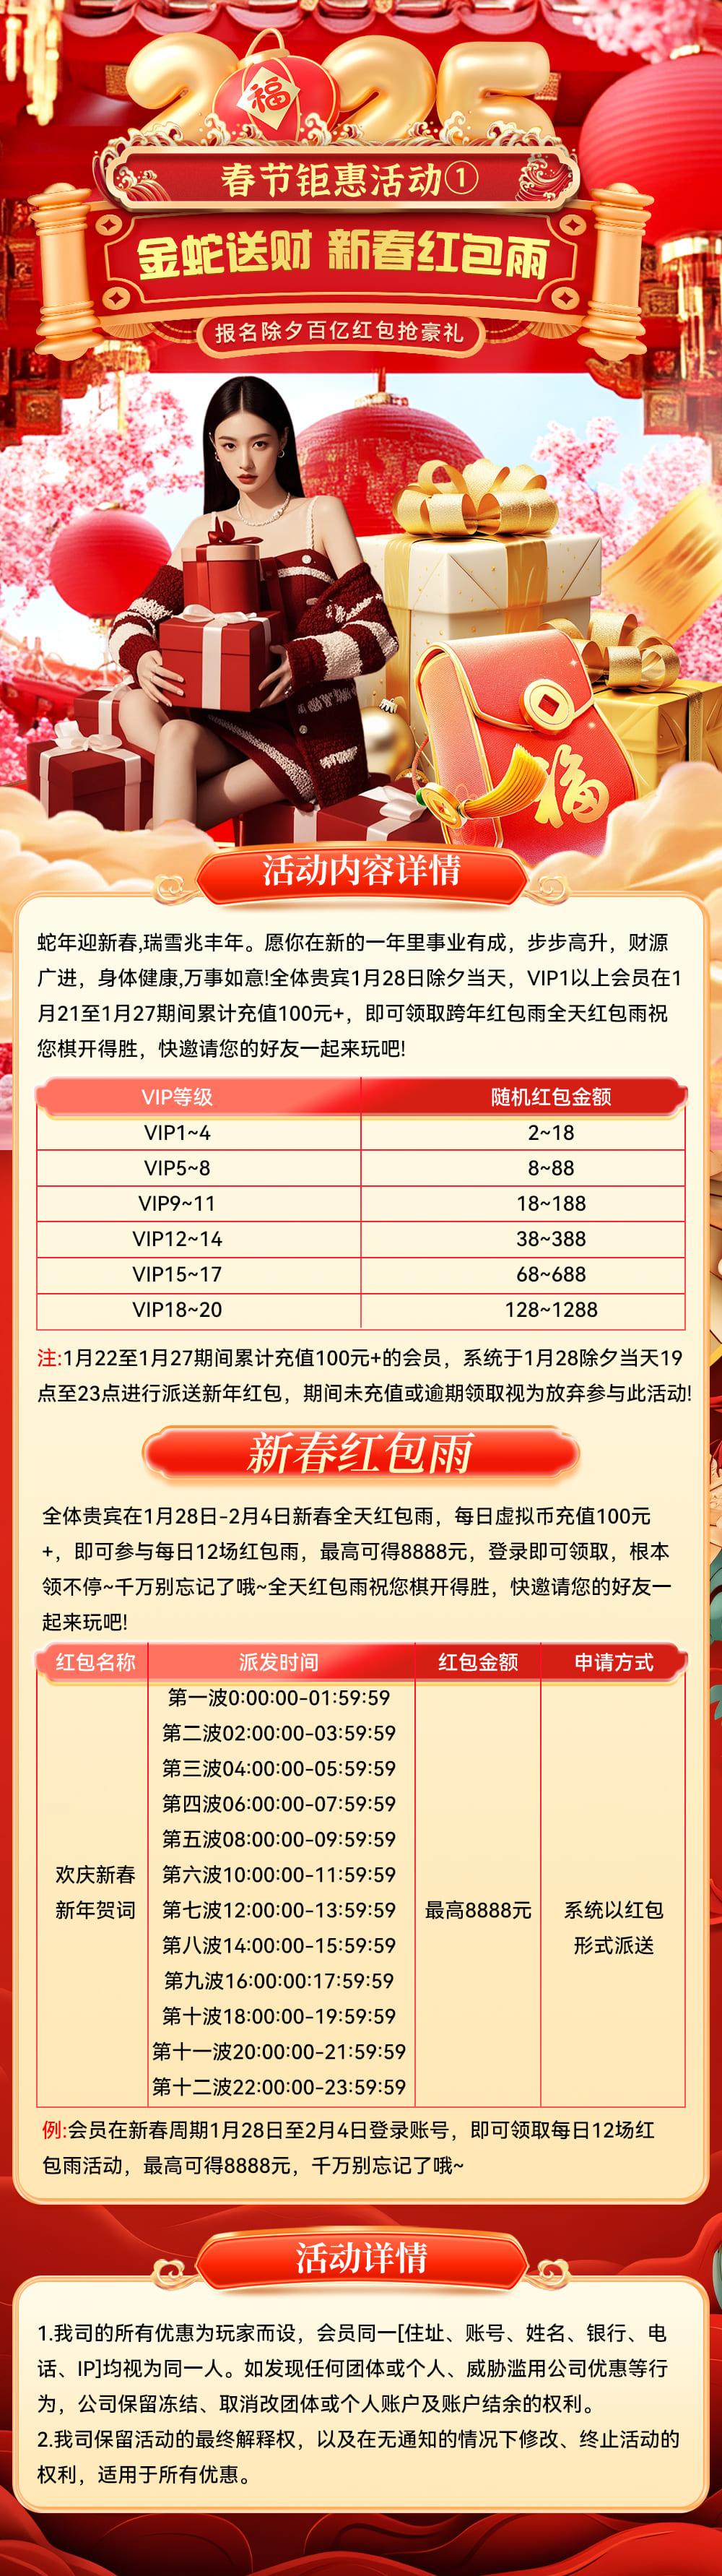 2025
福
春节钜惠活动①
金蛇送财 新春红包雨
报名除夕百亿红包抢豪礼
福
活动内容详情
蛇年迎新春,瑞雪兆丰年。愿你在新的一年里事业有成，步步高升，财源
广进，身体健康,万事如意!全体贵宾1月28日除夕当天，VIP1以上会员在1
月21至1月27期间累计充值100元+，即可领取跨年红包雨全天红包雨祝
您棋开得胜，快邀请您的好友一起来玩吧!
VIP等级 随机红包金额
VIP1~4 2~18
VIP5~8 8~88
VIP9~11 18~188
VIP12~14 38~388
VIP15~17 68~688
VIP18~20 128~1288
注:1月22至1月27期间累计充值100元+的会员，系统于1月28除夕当天19
点至23点进行派送新年红包，期间未充值或逾期领取视为放弃参与此活动!
新春红包雨
全体贵宾在1月28日-2月4日新春全天红包雨，每日虚拟币充值100元
+，即可参与每日12场红包雨，最高可得8888元，登录即可领取，根本
领不停~千万别忘记了哦~全天红包雨祝您棋开得胜，快邀请您的好友一
起来玩吧!
红包名称 派发时间 红包金额 申请方式
第一波0:00:00-01:59:59
第二波02:00:00-03:59:59
第三波04:00:00-05:59:59
第四波06:00:00-07:59:59
第五波08:00:00-09:59:59
欢庆新春 第六波10:00:00-11:59:59
新年贺词 第七波12:00:00-13:59:59 最高8888元 系统以红包
第八波14:00:00-15:59:59 形式派送
第九波16:00:00:17:59:59
第十波18:00:00-19:59:59
第十一波20:00:00-21:59:59
第十二波22:00:00-23:59:59
例:会员在新春周期1月28日至2月4日登录账号，即可领取每日12场红
包雨活动，最高可得8888元，千万别忘记了哦~
活动详情
1.我司的所有优惠为玩家而设，会员同一[住址、账号、姓名、银行、电
话、IP]均视为同一人。如发现任何团体或个人、威胁滥用公司优惠等行
为，公司保留冻结、取消改团体或个人账户及账户结余的权利。
2.我司保留活动的最终解释权，以及在无通知的情况下修改、终止活动的
权利，适用于所有优惠。